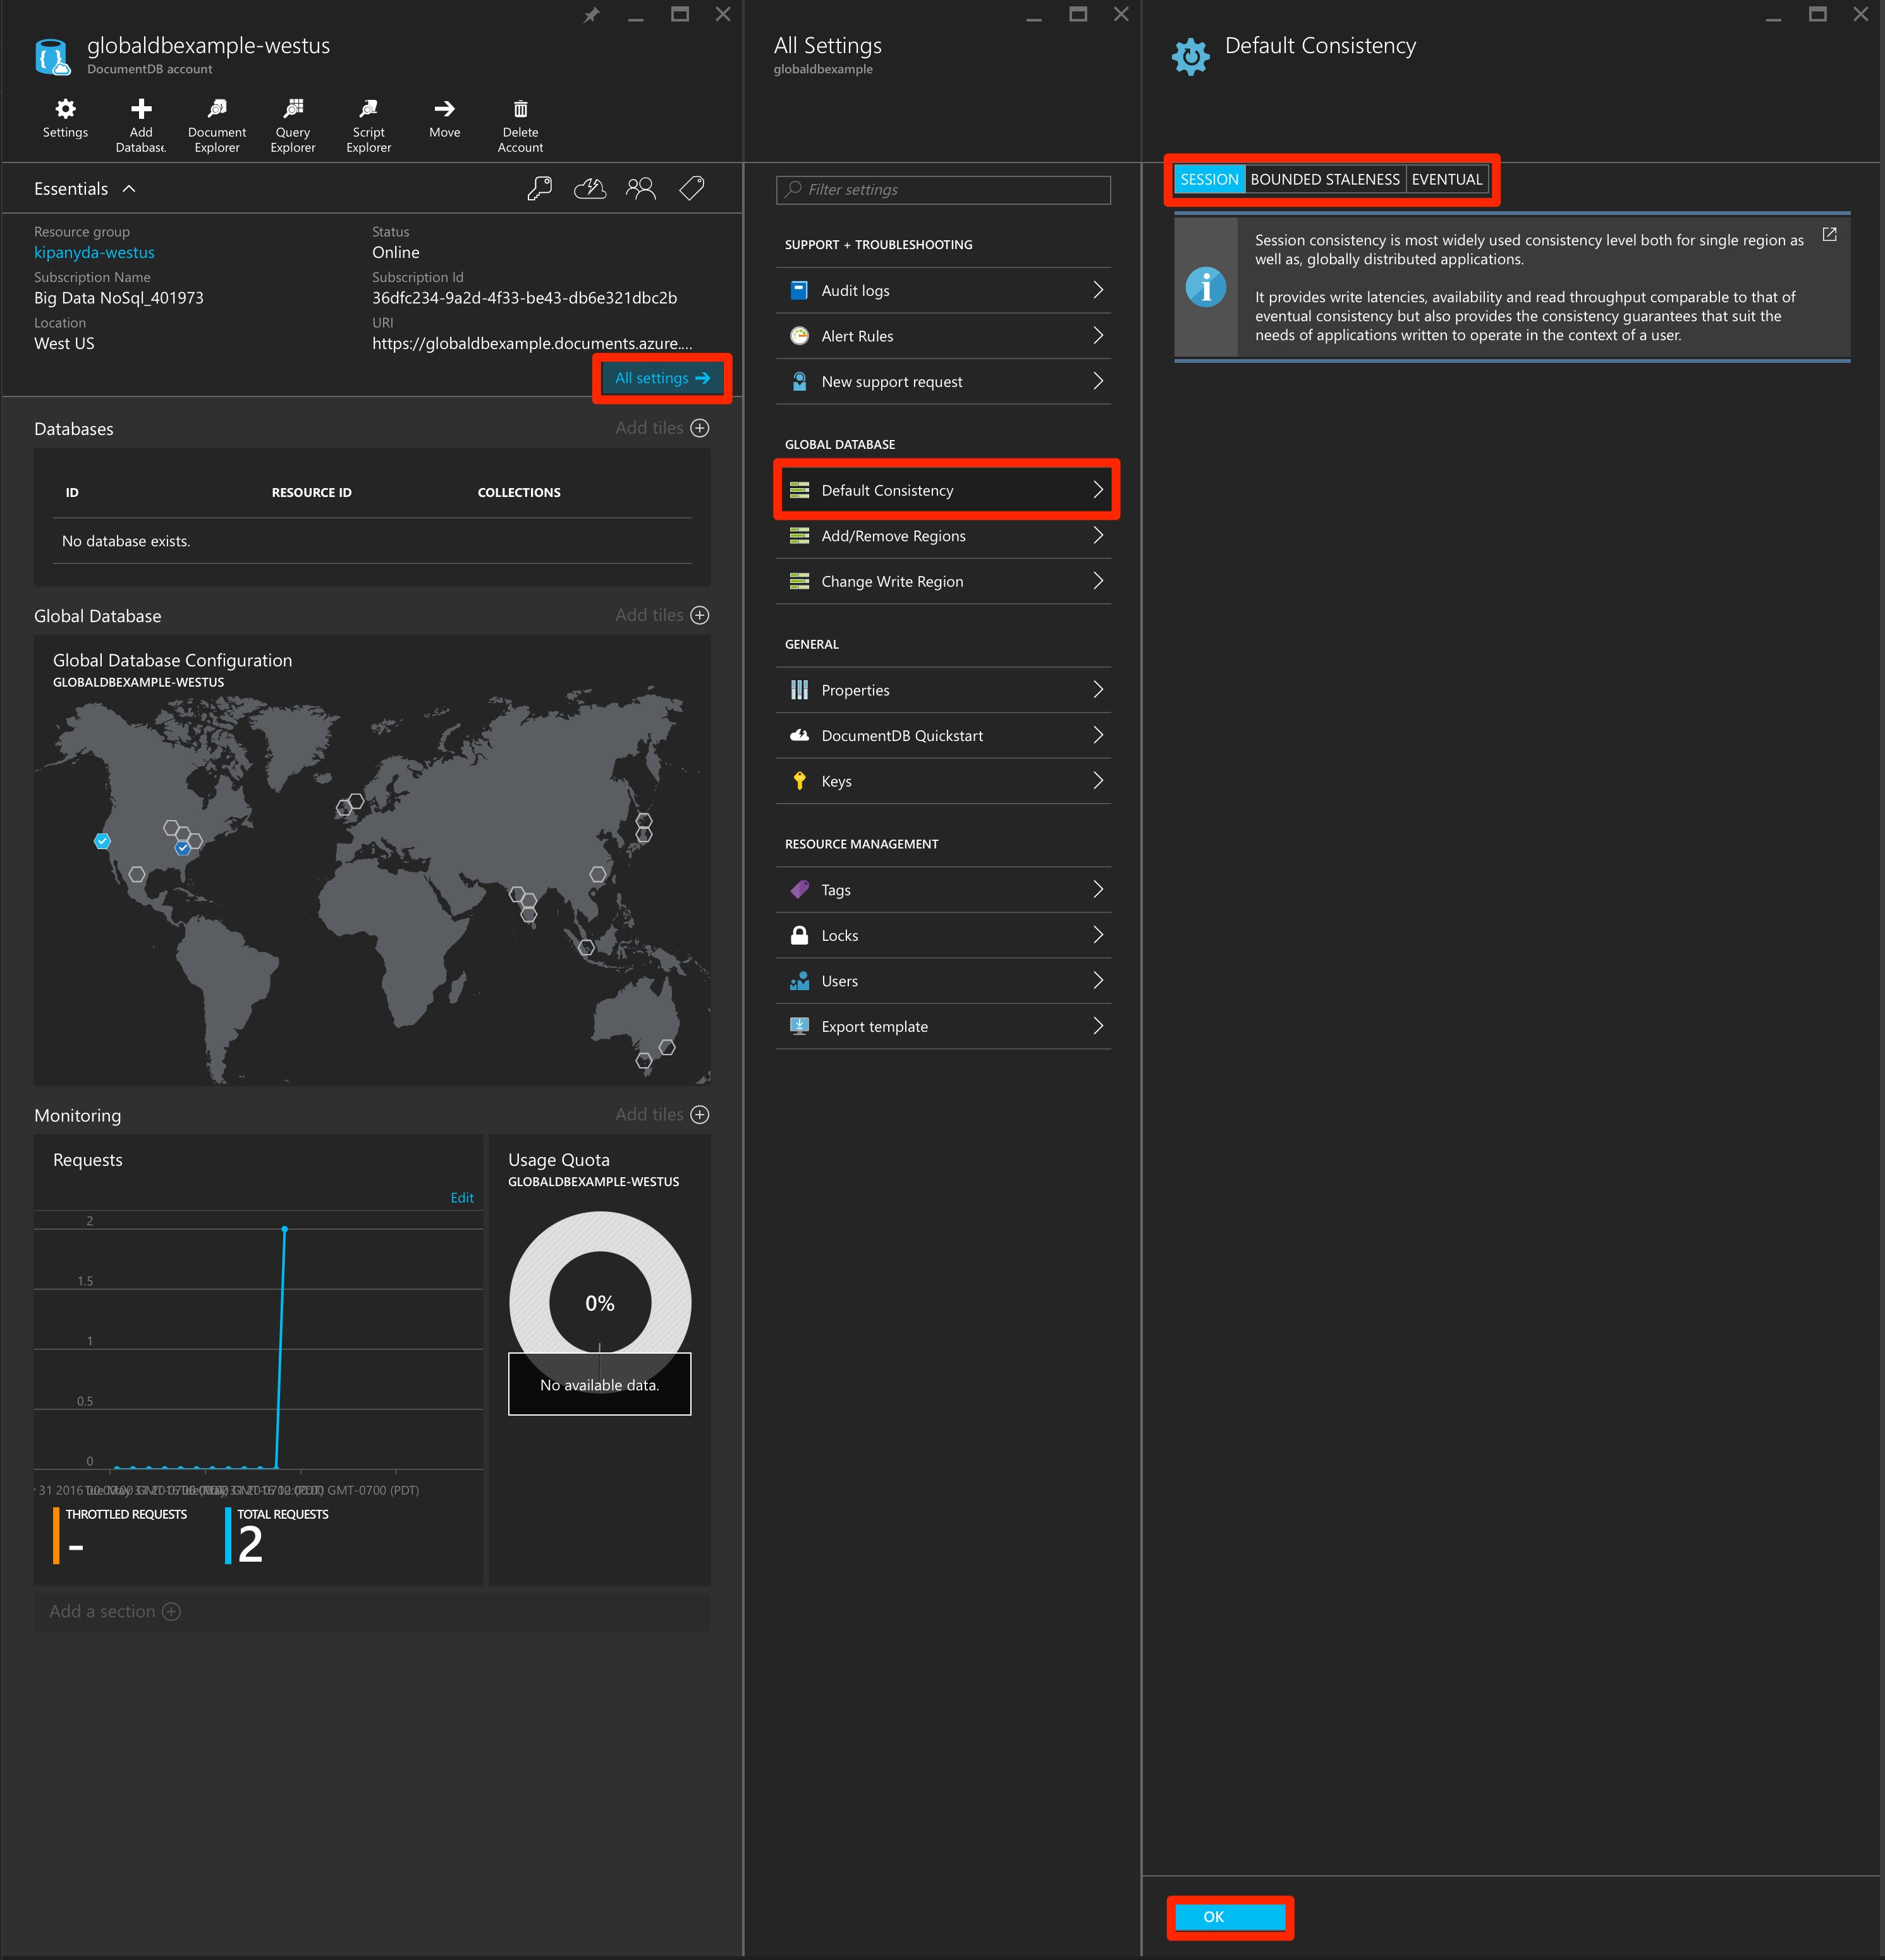 globaldbexample-westus
DocumentDB account
Settings
Add
Database
Document
Explorer
Query
Explorer
Script
Explorer
Move
Delete
Account
Essentials
Resource group
kipanyda-westus
Subscription Name
Big Data NoSql_401973
Location
West US
Status
Online
Subscription Id
36dfc234-9a2d-4f33-be43-db6e321dbc2b
URI
https://globaldbexample.documents.azure....
All settings
Databases
Add tiles
ID RESOURCE ID COLLECTIONS
No database exists.
Global Database
Add tiles
Global Database Configuration
GLOBALDBEXAMPLE-WESTUS
Monitoring
Add tiles
Requests
Edit
2
1.5
1
0.5
0
31 2016 GMT-0700 (PDT)
THROTTLED REQUESTS
-
TOTAL REQUESTS
2
Usage Quota
GLOBALDBEXAMPLE-WESTUS
0%
No available data.
Add a section
All Settings
globaldbexample
Filter settings
SUPPORT + TROUBLESHOOTING
Audit logs
Alert Rules
New support request
GLOBAL DATABASE
Default Consistency
Add/Remove Regions
Change Write Region
GENERAL
Properties
DocumentDB Quickstart
Keys
RESOURCE MANAGEMENT
Tags
Locks
Users
Export template
Default Consistency
SESSION BOUNDED STALENESS EVENTUAL
Session consistency is most widely used consistency level both for single region as
well as, globally distributed applications.
It provides write latencies, availability and read throughput comparable to that of
eventual consistency but also provides the consistency guarantees that suit the
needs of applications written to operate in the context of a user.
OK